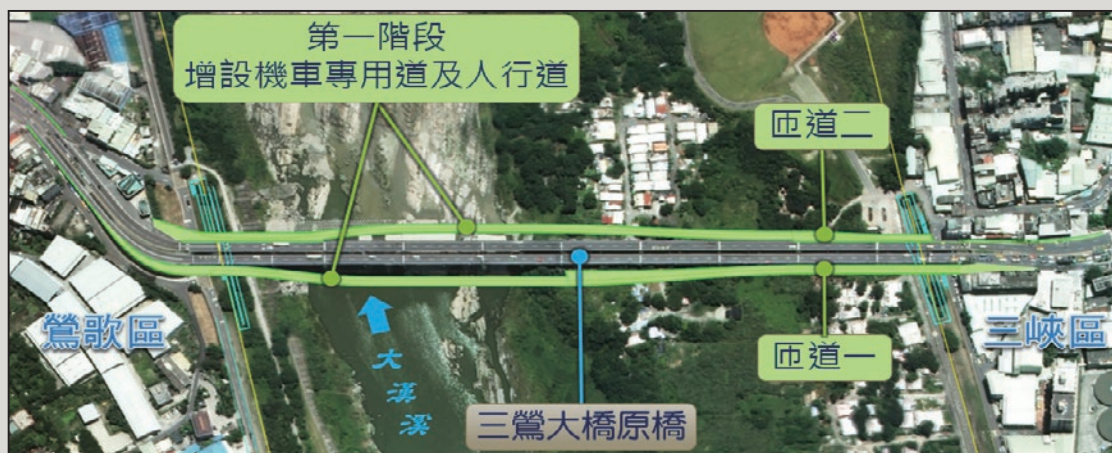 第一階段
增設機車專用道及人行道
匝道二
鶯歌區
三峽區
匝道一
大溪溪
三鶯大橋原橋